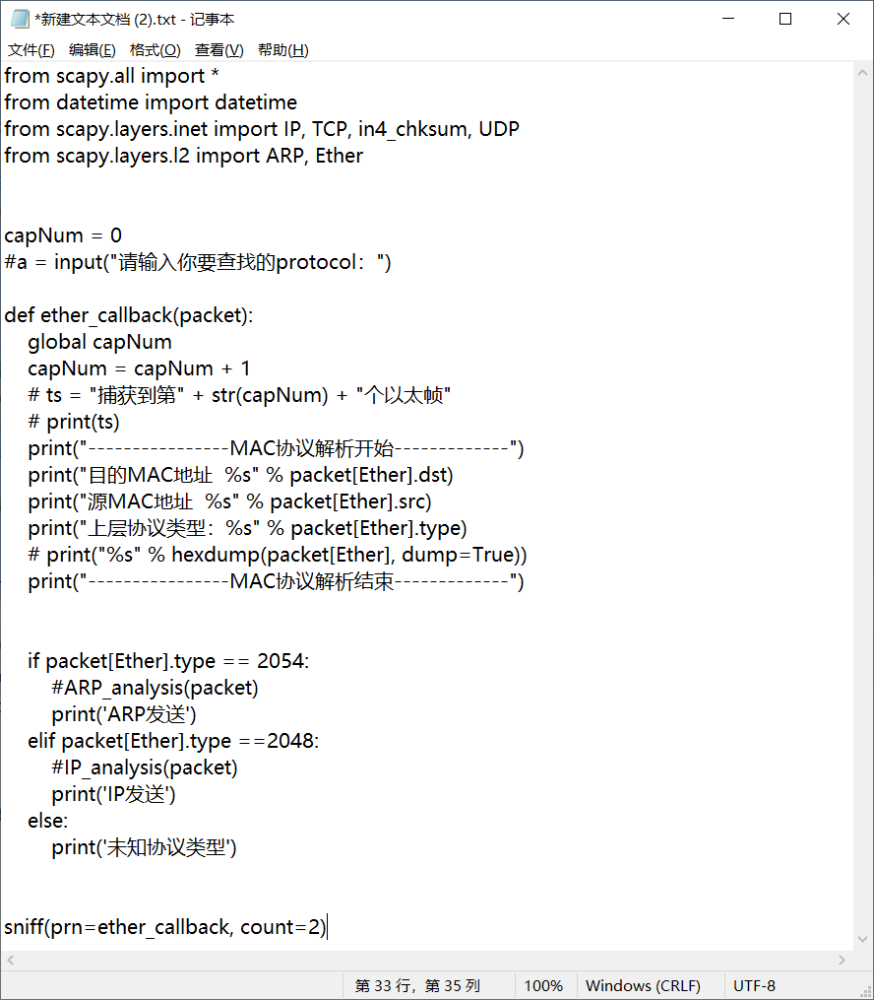 *新建文本文档 (2).txt - 记事本
文件(F) 编辑(E) 格式(O) 查看(V) 帮助(H)
from scapy.all import *
from datetime import datetime
from scapy.layers.inet import IP, TCP, in4_chksum, UDP
from scapy.layers.l2 import ARP, Ether
capNum = 0
#a = input("请输入你要查找的protocol：")
def ether_callback(packet):
    global capNum
    capNum = capNum + 1
    # ts = "捕获到第" + str(capNum) + "个以太帧"
    # print(ts)
    print("----------------MAC协议解析开始-------------")
    print("目的MAC地址  %s" % packet[Ether].dst)
    print("源MAC地址  %s" % packet[Ether].src)
    print("上层协议类型：%s" % packet[Ether].type)
    # print("%s" % hexdump(packet[Ether], dump=True))
    print("----------------MAC协议解析结束-------------")
    if packet[Ether].type == 2054:
        #ARP_analysis(packet)
        print('ARP发送')
    elif packet[Ether].type ==2048:
        #IP_analysis(packet)
        print('IP发送')
    else:
        print('未知协议类型')
sniff(prn=ether_callback, count=2)
第 33 行，第 35 列 100% Windows (CRLF) UTF-8